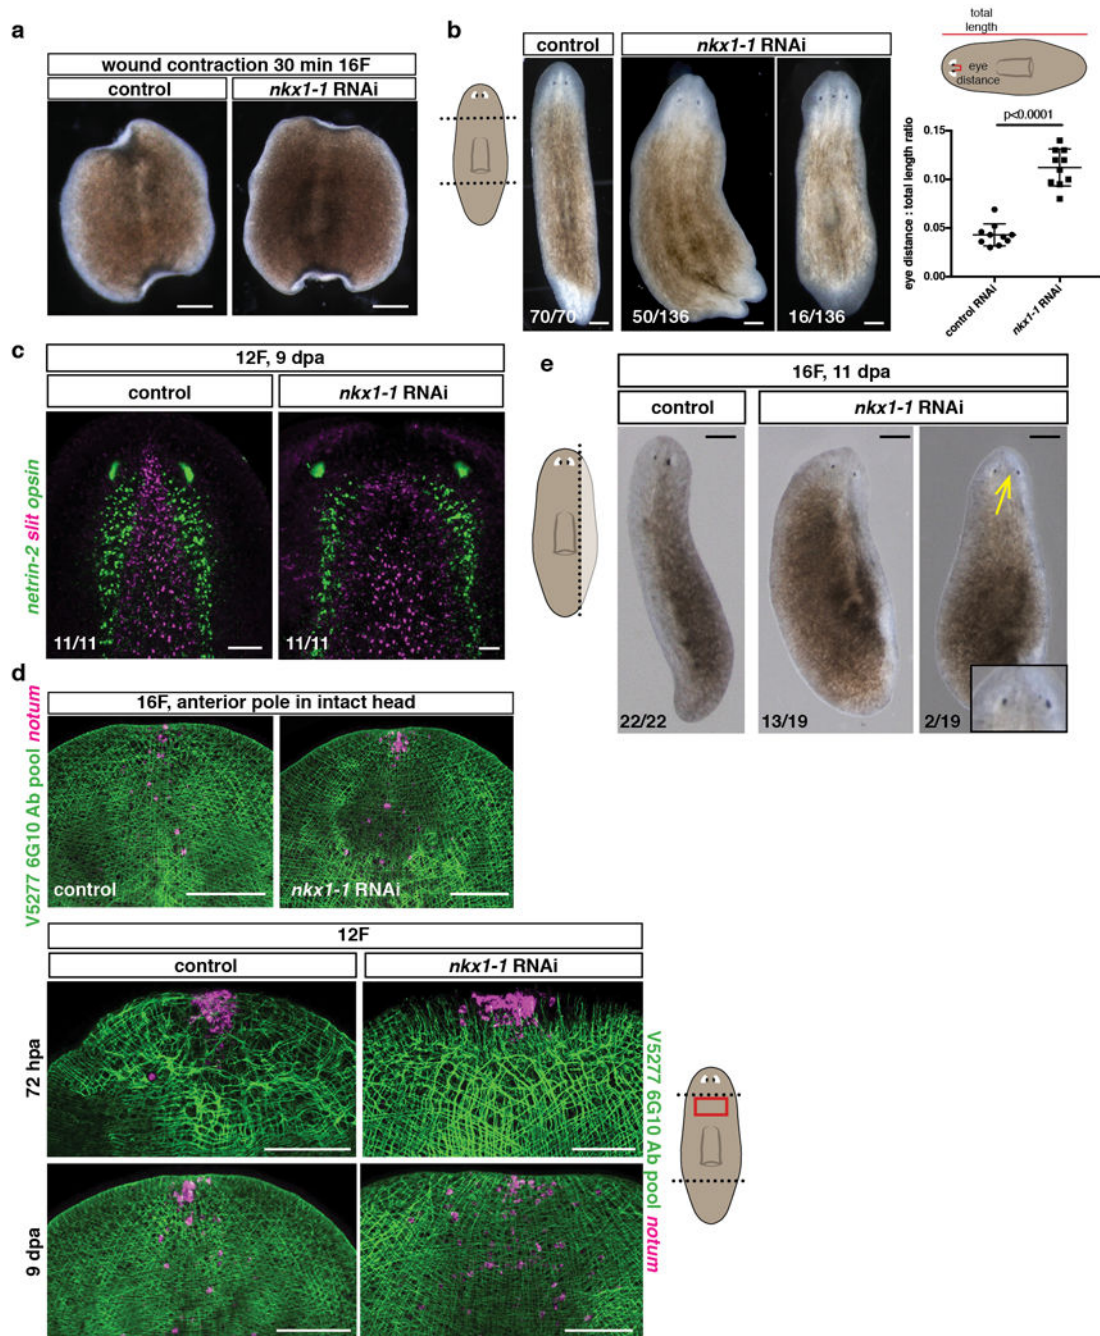 a
wound contraction 30 min 16F
control
nkx1-1 RNAi
b
control
nkx1-1 RNAi
70/70
50/136
16/136
total
length
eye
distance
p<0.0001
eye distance : total length ratio
0.15
0.10
0.05
0.00
control RNAi
nkx1-1 RNAi
c
12F, 9 dpa
control
nkx1-1 RNAi
netrin-2 slit opsin
11/11
11/11
e
16F, 11 dpa
control
nkx1-1 RNAi
22/22
13/19
2/19
d
16F, anterior pole in intact head
V5277 6G10 Ab pool notum
control
nkx1-1 RNAi
12F
control
nkx1-1 RNAi
72 hpa
9 dpa
V5277 6G10 Ab pool notum